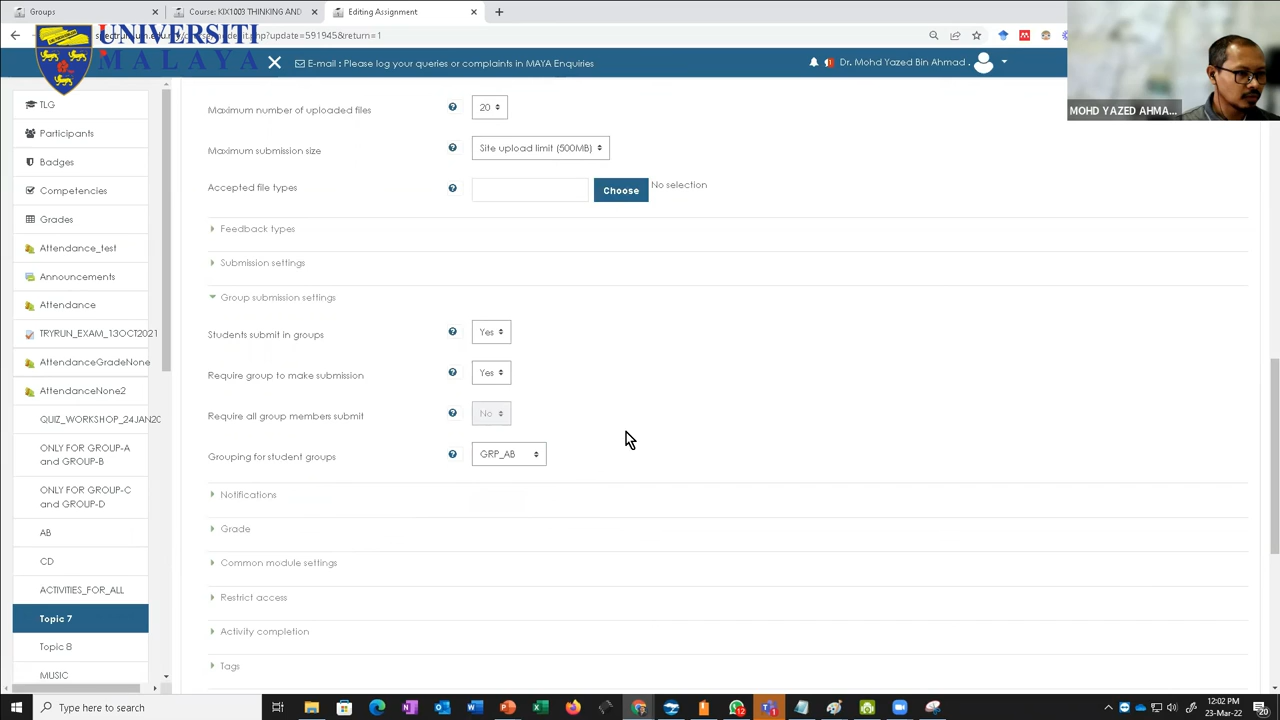 Groups
Course: KIX1003 THINKING AND
Editing Assignment
update=591945&return=1
UNIVERSITI
MALAYA
E-mail : Please log your queries or complaints in MAYA Enquiries
Dr. Mohd Yazed Bin Ahmad .
MOHD YAZED AHMA...
TLG
Participants
Badges
Competencies
Grades
Attendance_test
Announcements
Attendance
TRYRUN_EXAM_13OCT2021
AttendanceGradeNone
AttendanceNone2
QUIZ_WORKSHOP_24JAN20
ONLY FOR GROUP-A
and GROUP-B
ONLY FOR GROUP-C
and GROUP-D
AB
CD
ACTIVITIES_FOR_ALL
Topic 7
Topic 8
MUSIC
Maximum number of uploaded files
20
Maximum submission size
Site upload limit (500MB)
Accepted file types
Choose
No selection
Feedback types
Submission settings
Group submission settings
Students submit in groups
Yes
Require group to make submission
Yes
Require all group members submit
No
Grouping for student groups
GRP_AB
Notifications
Grade
Common module settings
Restrict access
Activity completion
Tags
Type here to search
12:02 PM
23-Mar-22
20